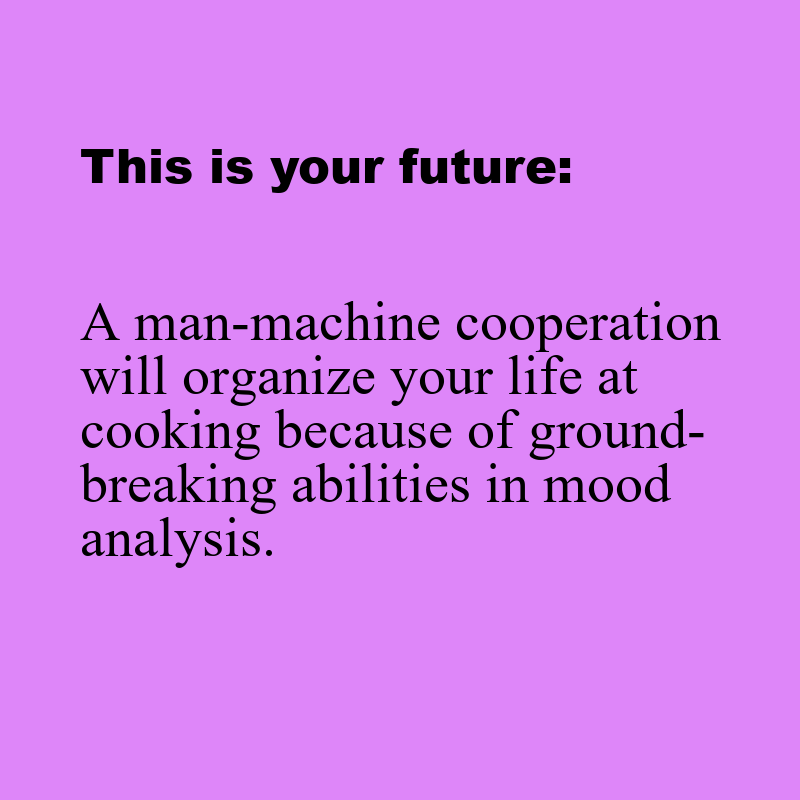 This is your future:
A man-machine cooperation
will organize your life at
cooking because of ground-
breaking abilities in mood
analysis.